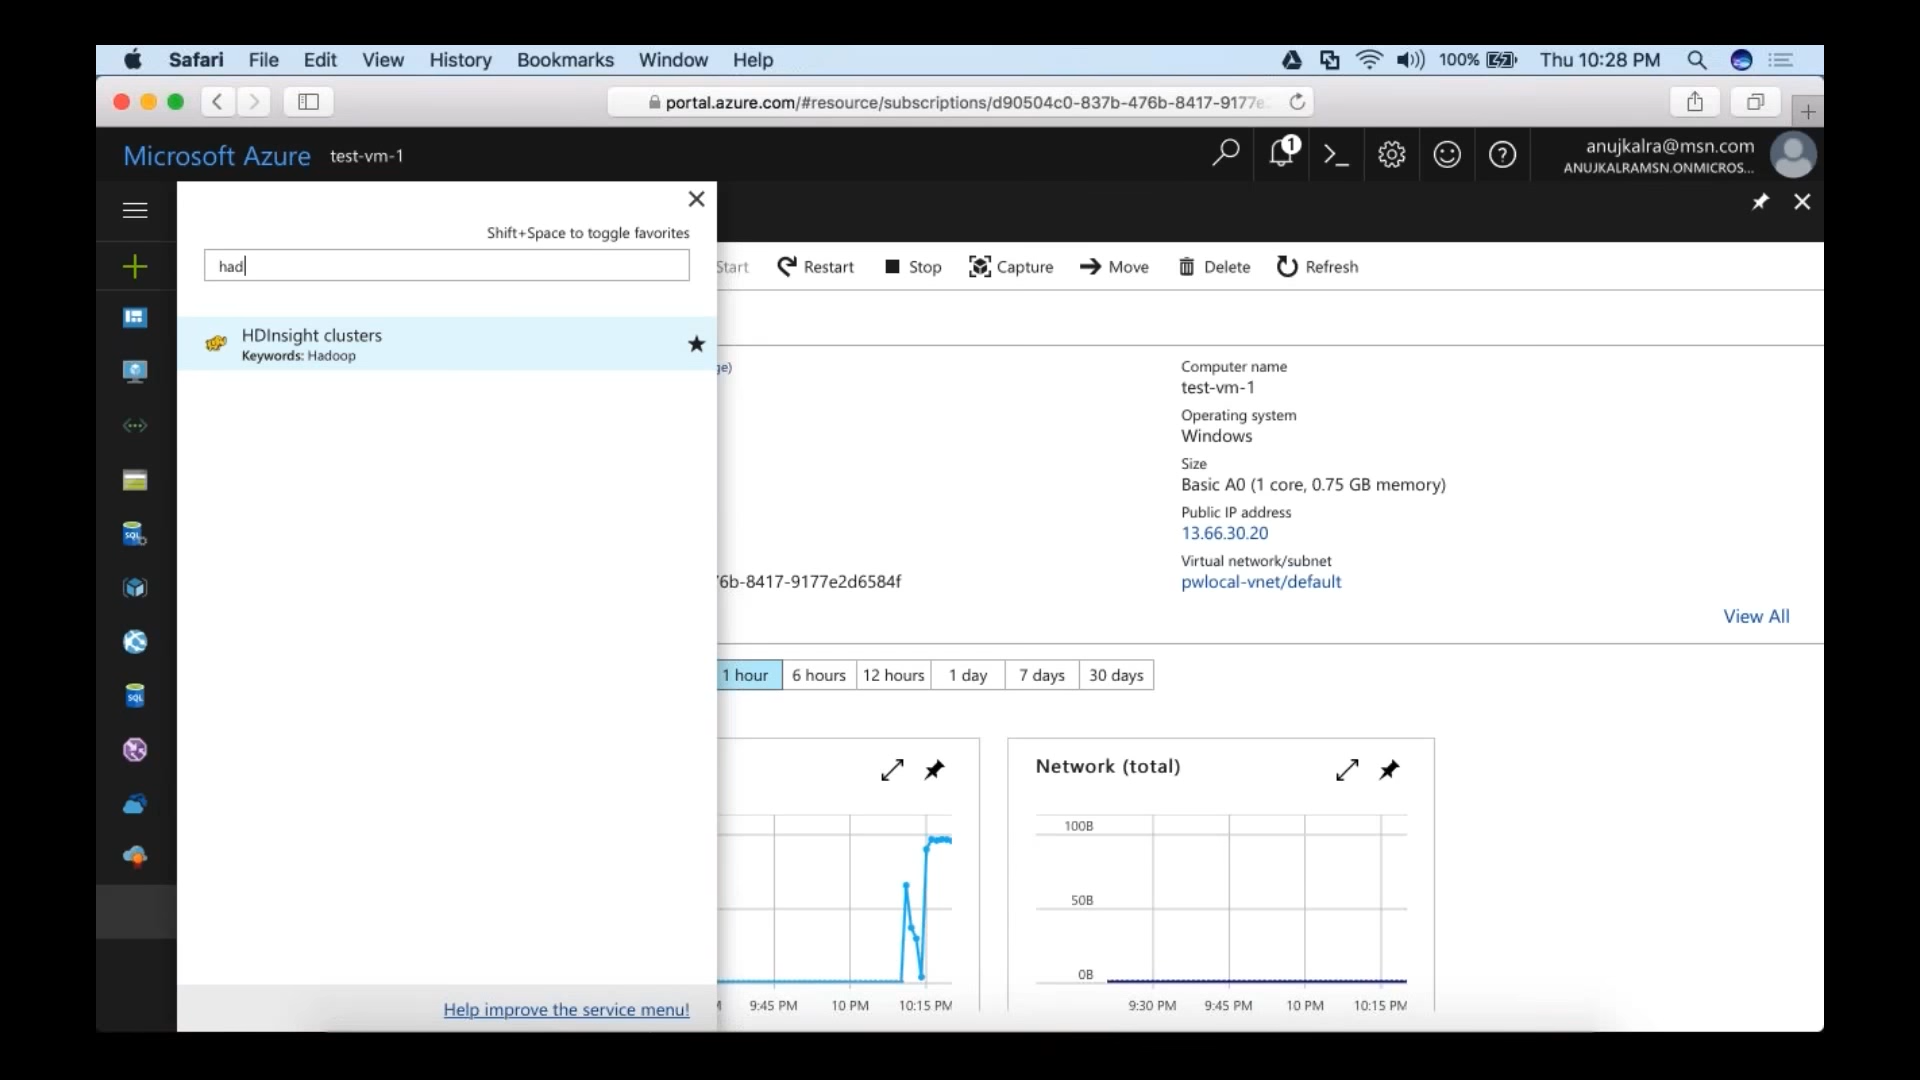 Safari File Edit View History Bookmarks Window Help 100% Thu 10:28 PM
portal.azure.com/#resource/subscriptions/d90504c0-837b-476b-8417-9177e
Microsoft Azure test-vm-1 1 anujkalra@msn.com
ANUJKALRAMSN.ONMICROS...
Shift+Space to toggle favorites
had
Start Restart Stop Capture Move Delete Refresh
HDInsight clusters
Keywords: Hadoop
ge)
Computer name
test-vm-1
Operating system
Windows
Size
Basic A0 (1 core, 0.75 GB memory)
Public IP address
13.66.30.20
Virtual network/subnet
6b-8417-9177e2d6584f pwlocal-vnet/default
View All
1 hour 6 hours 12 hours 1 day 7 days 30 days
Network (total)
100B
50B
0B
9:45 PM 10 PM 10:15 PM 9:30 PM 9:45 PM 10 PM 10:15 PM
Help improve the service menu!
SQL
SQL